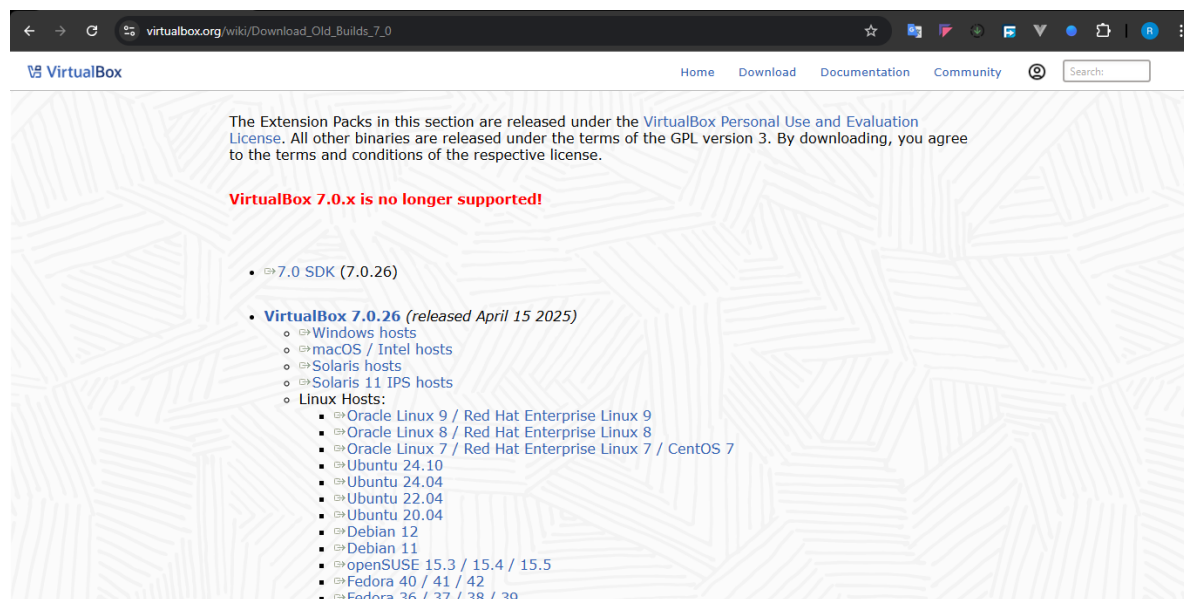 virtualbox.org/wiki/Download_Old_Builds_7_0
R
VirtualBox
Home Download Documentation Community Search:
The Extension Packs in this section are released under the VirtualBox Personal Use and Evaluation
License. All other binaries are released under the terms of the GPL version 3. By downloading, you agree
to the terms and conditions of the respective license.
VirtualBox 7.0.x is no longer supported!
7.0 SDK (7.0.26)
VirtualBox 7.0.26 (released April 15 2025)
Windows hosts
macOS / Intel hosts
Solaris hosts
Solaris 11 IPS hosts
Linux Hosts:
Oracle Linux 9 / Red Hat Enterprise Linux 9
Oracle Linux 8 / Red Hat Enterprise Linux 8
Oracle Linux 7 / Red Hat Enterprise Linux 7 / CentOS 7
Ubuntu 24.10
Ubuntu 24.04
Ubuntu 22.04
Ubuntu 20.04
Debian 12
Debian 11
openSUSE 15.3 / 15.4 / 15.5
Fedora 40 / 41 / 42
Fedora 36 / 37 / 38 / 39